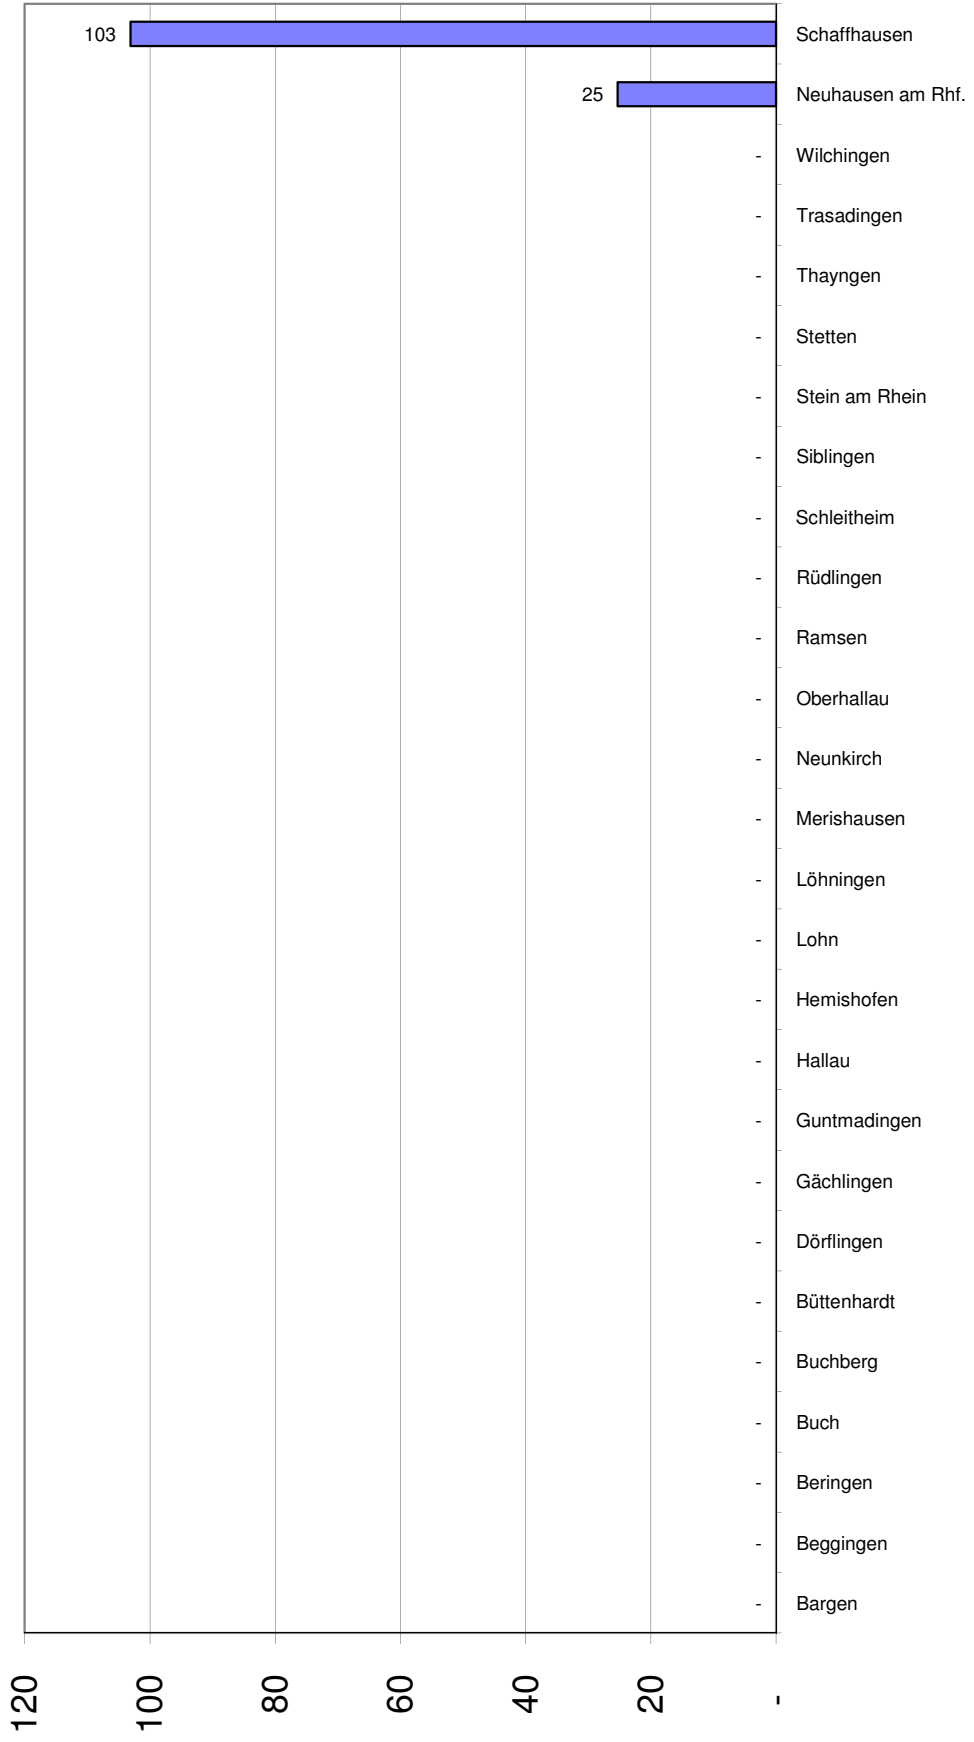 103 Schaffhausen
25 Neuhausen am Rhf.
- Wilchingen
- Trasadingen
- Thayngen
- Stetten
- Stein am Rhein
- Siblingen
- Schleitheim
- Rüdlingen
- Ramsen
- Oberhallau
- Neunkirch
- Merishausen
- Löhningen
- Lohn
- Hemishofen
- Hallau
- Guntmadingen
- Gächlingen
- Dörflingen
- Büttenhardt
- Buchberg
- Buch
- Beringen
- Beggingen
- Bargen
120 100 80 60 40 20 -